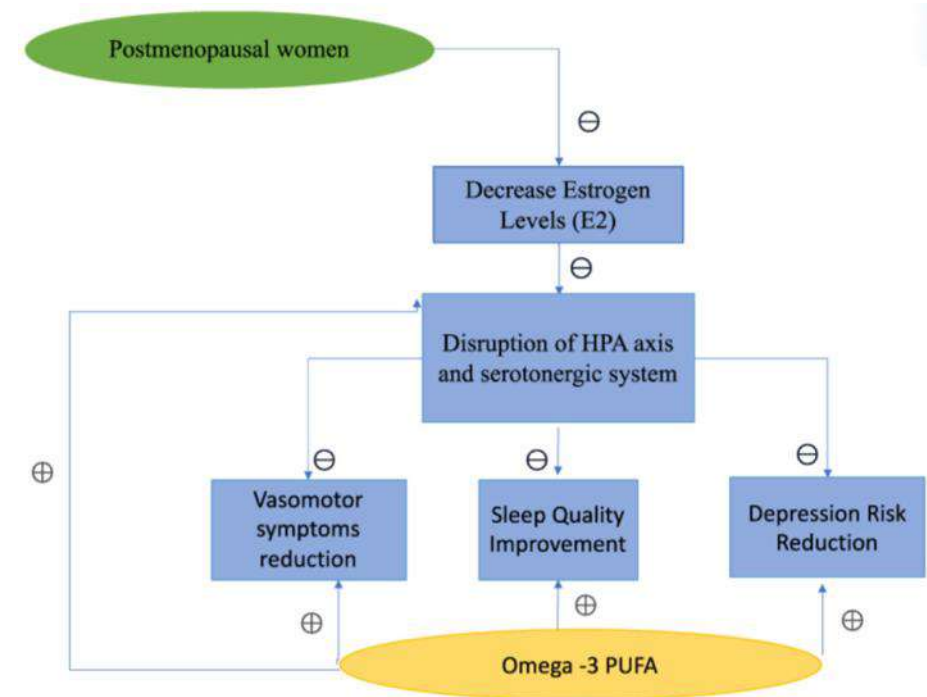 Postmenopausal women
⊖
Decrease Estrogen
Levels (E2)
⊖
Disruption of HPA axis
and serotonergic system
⊕
⊖
⊖
⊖
Vasomotor
symptoms
reduction
Sleep Quality
Improvement
Depression Risk
Reduction
⊕
⊕
⊕
Omega -3 PUFA